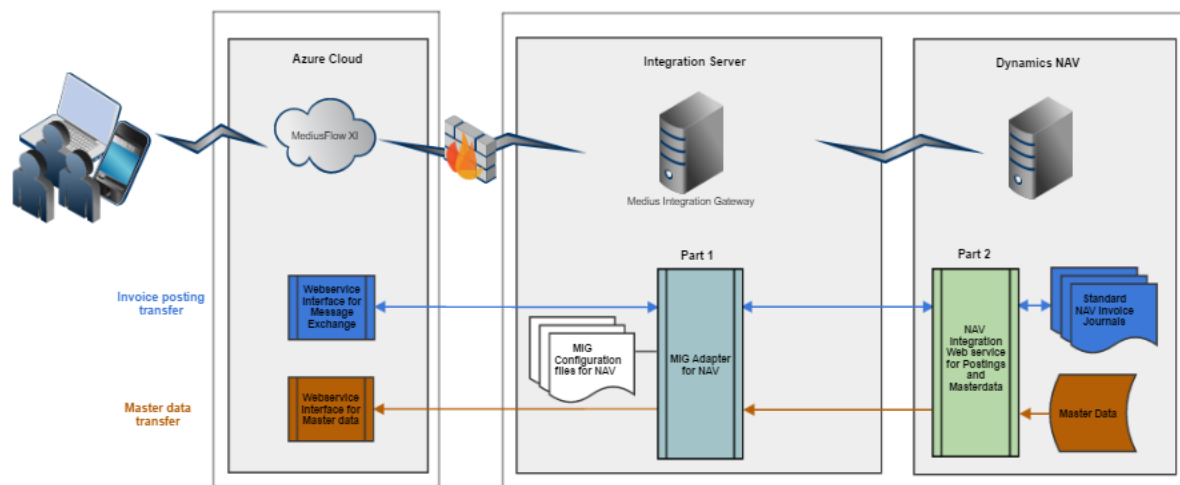 Azure Cloud
Integration Server
Dynamics NAV
MediusFlow XI
Medius Integration Gateway
Part 1
Part 2
Invoice posting
transfer
Webservice
Interface for
Message
Exchange
Standard
NAV Invoice
Journals
MIG
Configuration
files for NAV
MIG Adapter
for NAV
NAV
Integration
Web service
for Postings
and
Masterdata
Master data
transfer
Webservice
Interface for
Master data
Master Data